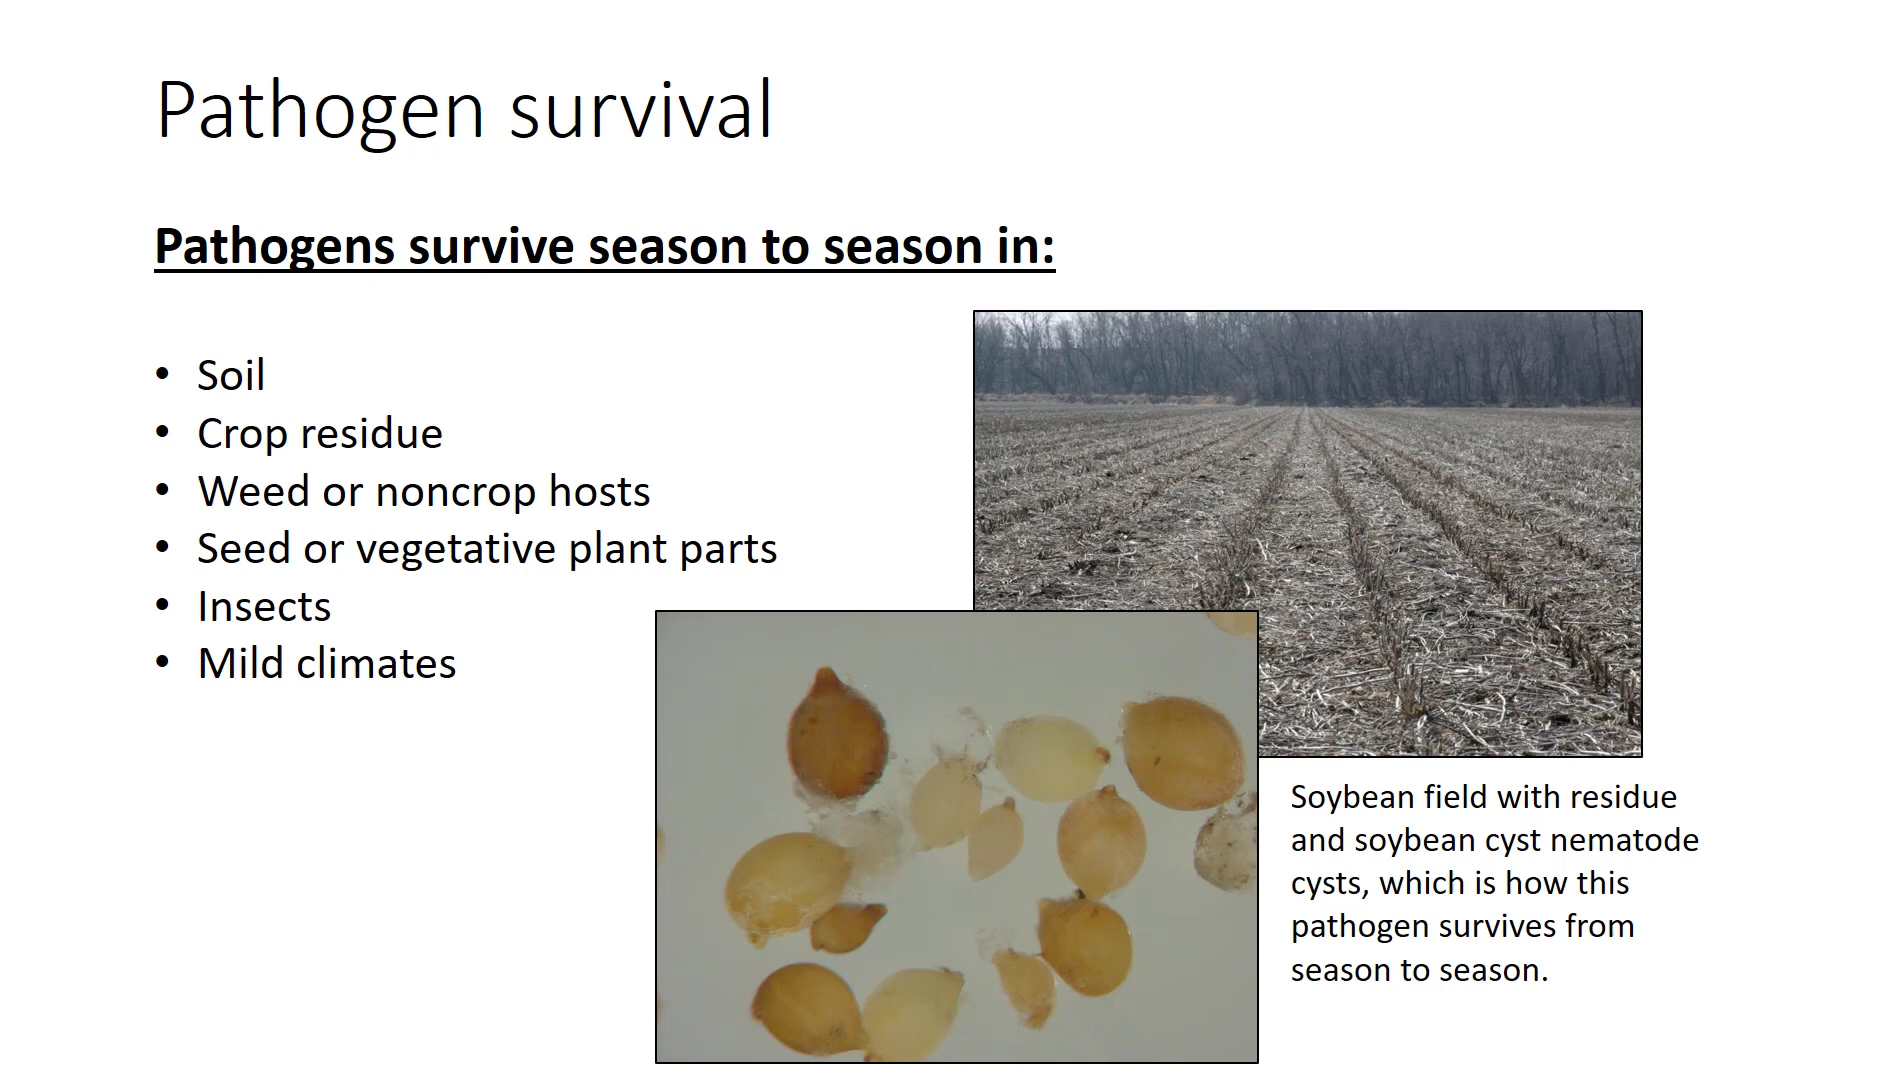 Pathogen survival
Pathogens survive season to season in:
• Soil
• Crop residue
• Weed or noncrop hosts
• Seed or vegetative plant parts
• Insects
• Mild climates
Soybean field with residue
and soybean cyst nematode
cysts, which is how this
pathogen survives from
season to season.